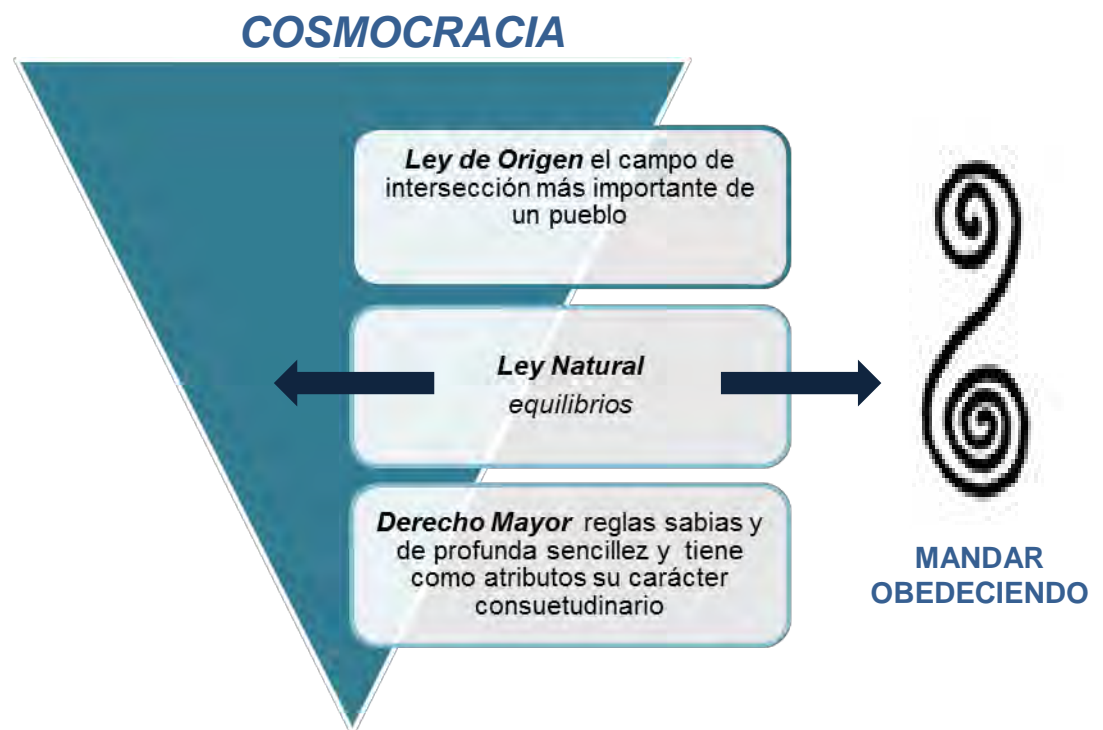 COSMOCRACIA
Ley de Origen el campo de
intersección más importante de
un pueblo
Ley Natural
equilibrios
Derecho Mayor reglas sabias y
de profunda sencillez y tiene
como atributos su carácter
consuetudinario
MANDAR
OBEDECIENDO